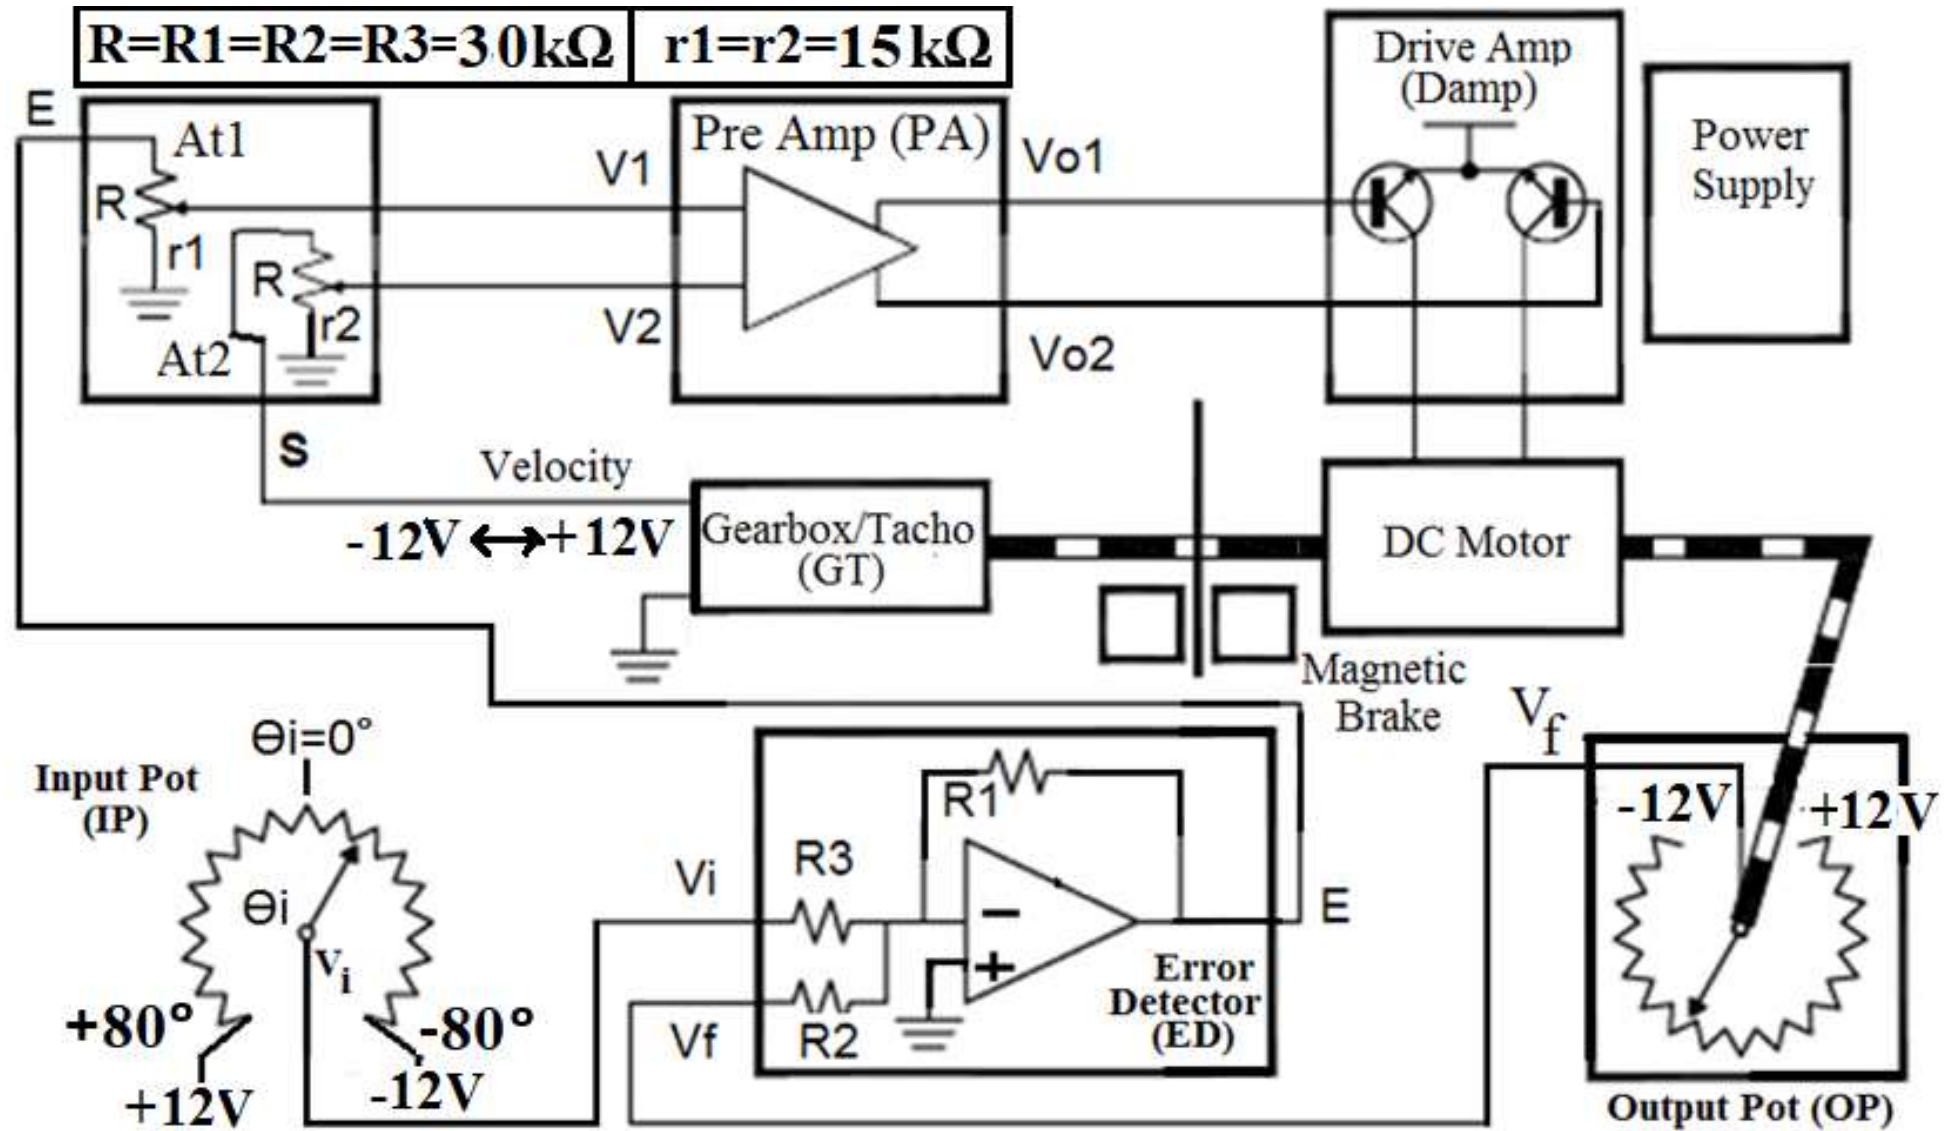 R=R1=R2=R3=30kΩ
r1=r2=15kΩ
Drive Amp
(Damp)
Power
Supply
E
At1
R
r1
R
r2
At2
V1
V2
Pre Amp (PA)
Vo1
Vo2
S
Velocity
-12V ↔ +12V
Gearbox/Tacho
(GT)
DC Motor
Magnetic
Brake
Θi=0°
Input Pot
(IP)
Θi
Vi
+80°
-80°
+12V
-12V
Vi
Vf
R3
R2
R1
−
+
Error
Detector
(ED)
E
Vf
-12V
+12V
Output Pot (OP)